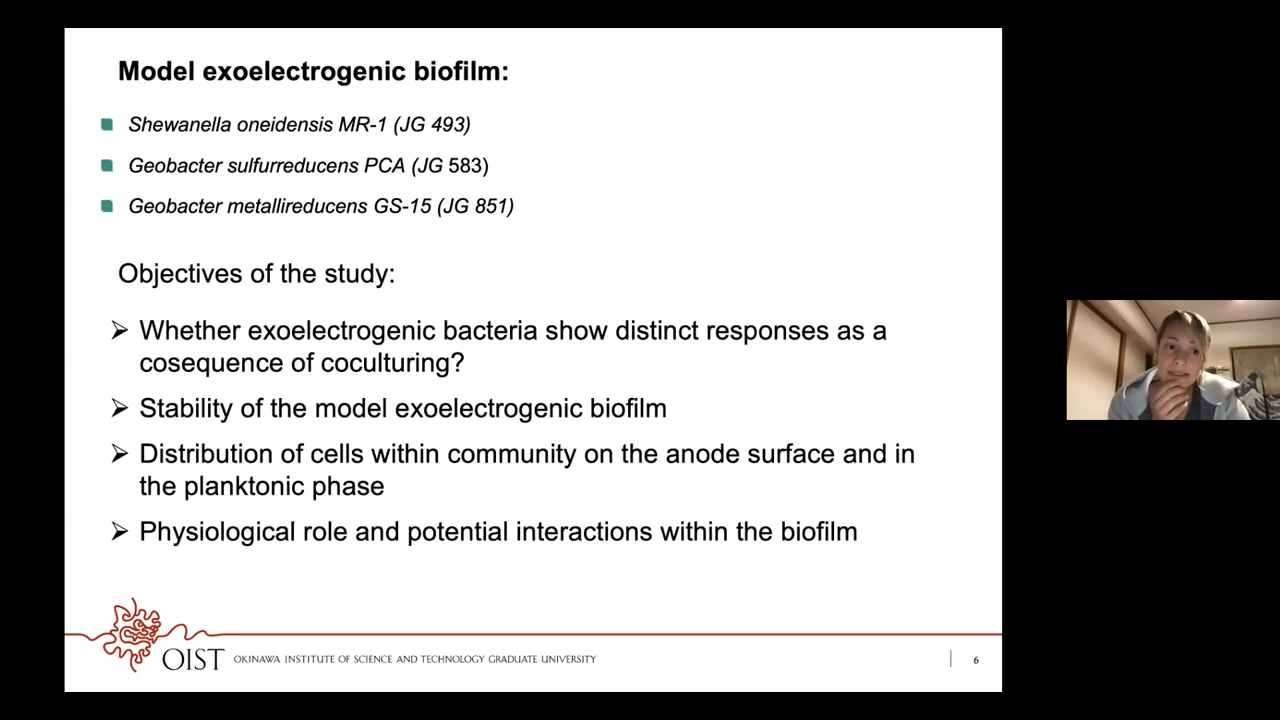 Model exoelectrogenic biofilm:
Shewanella oneidensis MR-1 (JG 493)
Geobacter sulfurreducens PCA (JG 583)
Geobacter metallireducens GS-15 (JG 851)
Objectives of the study:
Whether exoelectrogenic bacteria show distinct responses as a
cosequence of coculturing?
Stability of the model exoelectrogenic biofilm
Distribution of cells within community on the anode surface and in
the planktonic phase
Physiological role and potential interactions within the biofilm
OIST OKINAWA INSTITUTE OF SCIENCE AND TECHNOLOGY GRADUATE UNIVERSITY
6